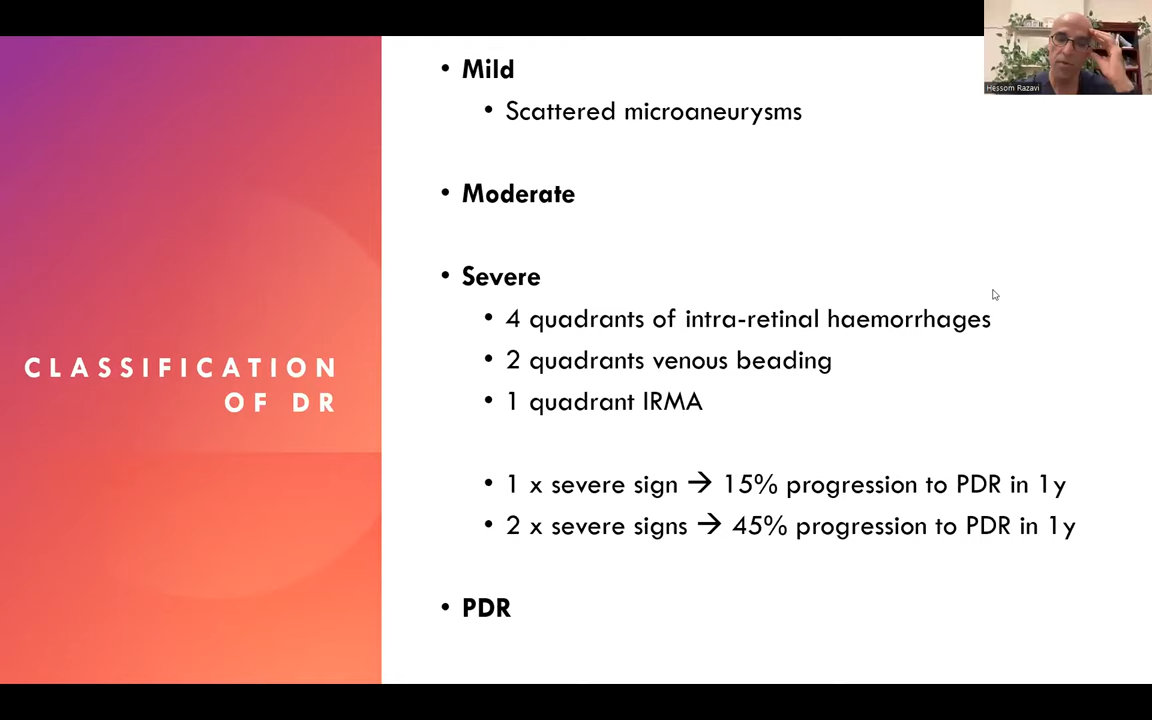 CLASSIFICATION
OF DR
• Mild
• Scattered microaneurysms
• Moderate
• Severe
• 4 quadrants of intra-retinal haemorrhages
• 2 quadrants venous beading
• 1 quadrant IRMA
• 1 x severe sign → 15% progression to PDR in 1y
• 2 x severe signs → 45% progression to PDR in 1y
• PDR
Hessom Razavi